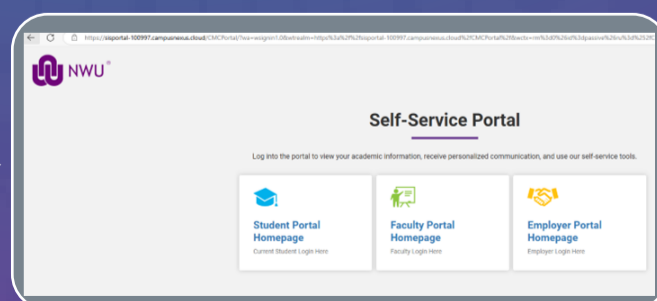 NWU®
Self-Service Portal
Log into the portal to view your academic information, receive personalized communication, and use our self-service tools.
Student Portal
Homepage
Current Student Login Here
Faculty Portal
Homepage
Faculty Login Here
Employer Portal
Homepage
Employer Login Here